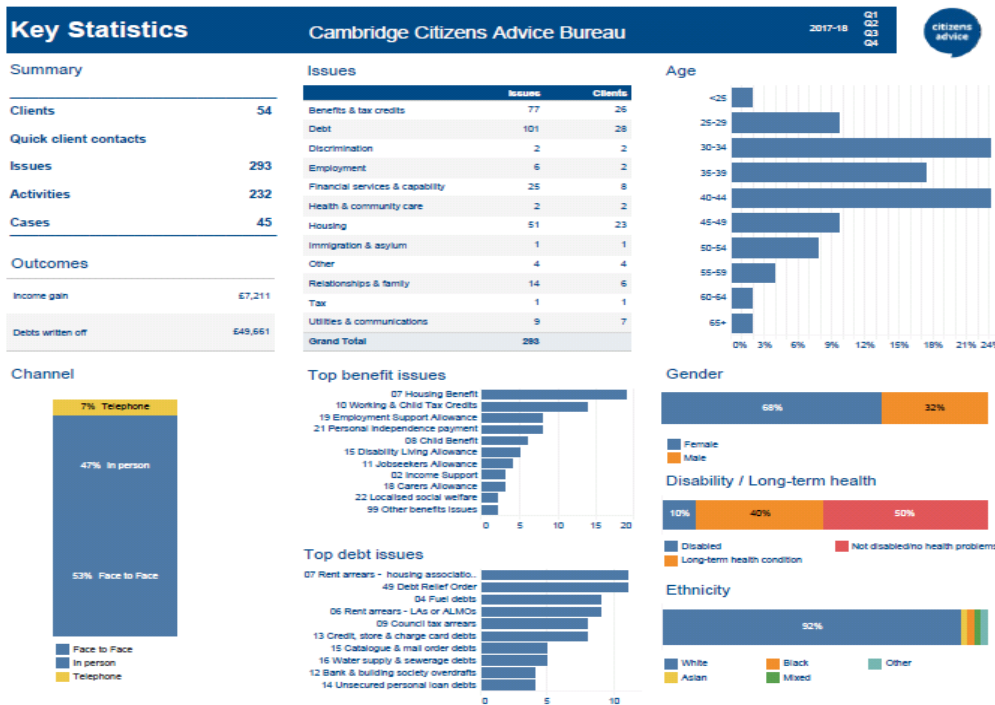 Key Statistics
Cambridge Citizens Advice Bureau
2017-18
Q1
Q2
Q3
Q4
citizens
advice
Summary
Clients 54
Quick client contacts
Issues 293
Activities 232
Cases 45
Outcomes
Income gain £7,211
Debts written off £49,661
Channel
7% Telephone
47% In person
53% Face to Face
Face to Face
In person
Telephone
Issues
Issues Clients
Benefits & tax credits 77 26
Debt 101 28
Discrimination 2 2
Employment 6 2
Financial services & capability 25 8
Health & community care 2 2
Housing 51 23
Immigration & asylum 1 1
Other 4 4
Relationships & family 14 6
Tax 1 1
Utilities & communications 9 7
Grand Total 293
Top benefit issues
07 Housing Benefit
10 Working & Child Tax Credits
19 Employment Support Allowance
21 Personal independence payment
08 Child Benefit
15 Disability Living Allowance
11 Jobseekers Allowance
02 Income Support
18 Carers Allowance
22 Localised social welfare
99 Other benefits issues
0 5 10 15 20
Top debt issues
07 Rent arrears - housing associatio..
49 Debt Relief Order
04 Fuel debts
06 Rent arrears - LAs or ALMOs
09 Council tax arrears
13 Credit, store & charge card debts
15 Catalogue & mail order debts
16 Water supply & sewerage debts
12 Bank & building society overdrafts
14 Unsecured personal loan debts
0 5 10
Age
<25
25-29
30-34
35-39
40-44
45-49
50-54
55-59
60-64
65+
0% 3% 6% 9% 12% 15% 18% 21% 24%
Gender
68% 32%
Female
Male
Disability / Long-term health
10% 40% 50%
Disabled Not disabled/no health problems
Long-term health condition
Ethnicity
92%
White Black Other
Asian Mixed